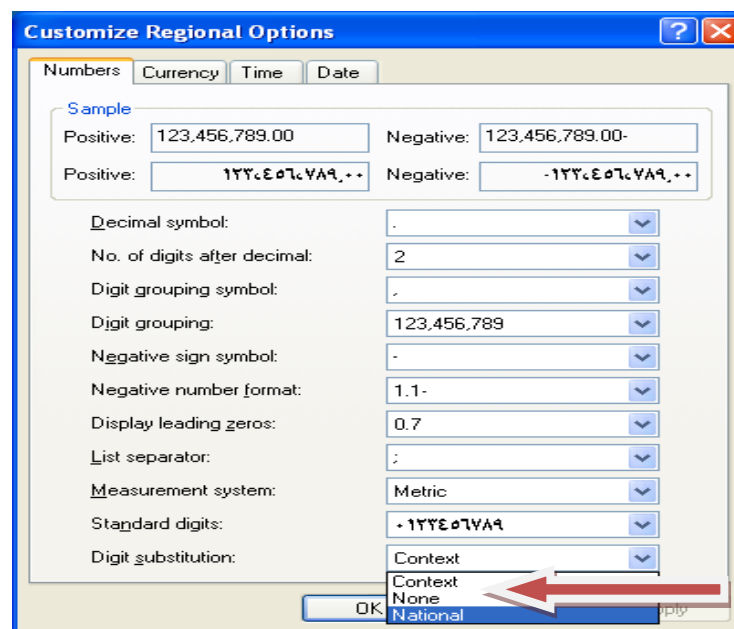 Customize Regional Options
Numbers Currency Time Date
Sample
Positive: 123,456,789.00 Negative: 123,456,789.00-
Positive: ١٢٣،٤٥٦،٧٨٩٫٠٠ Negative: -١٢٣،٤٥٦،٧٨٩٫٠٠
Decimal symbol: .
No. of digits after decimal: 2
Digit grouping symbol: ,
Digit grouping: 123,456,789
Negative sign symbol: -
Negative number format: 1.1-
Display leading zeros: 0.7
List separator: ;
Measurement system: Metric
Standard digits: ٠١٢٣٤٥٦٧٨٩
Digit substitution: Context
Context
None
OK National